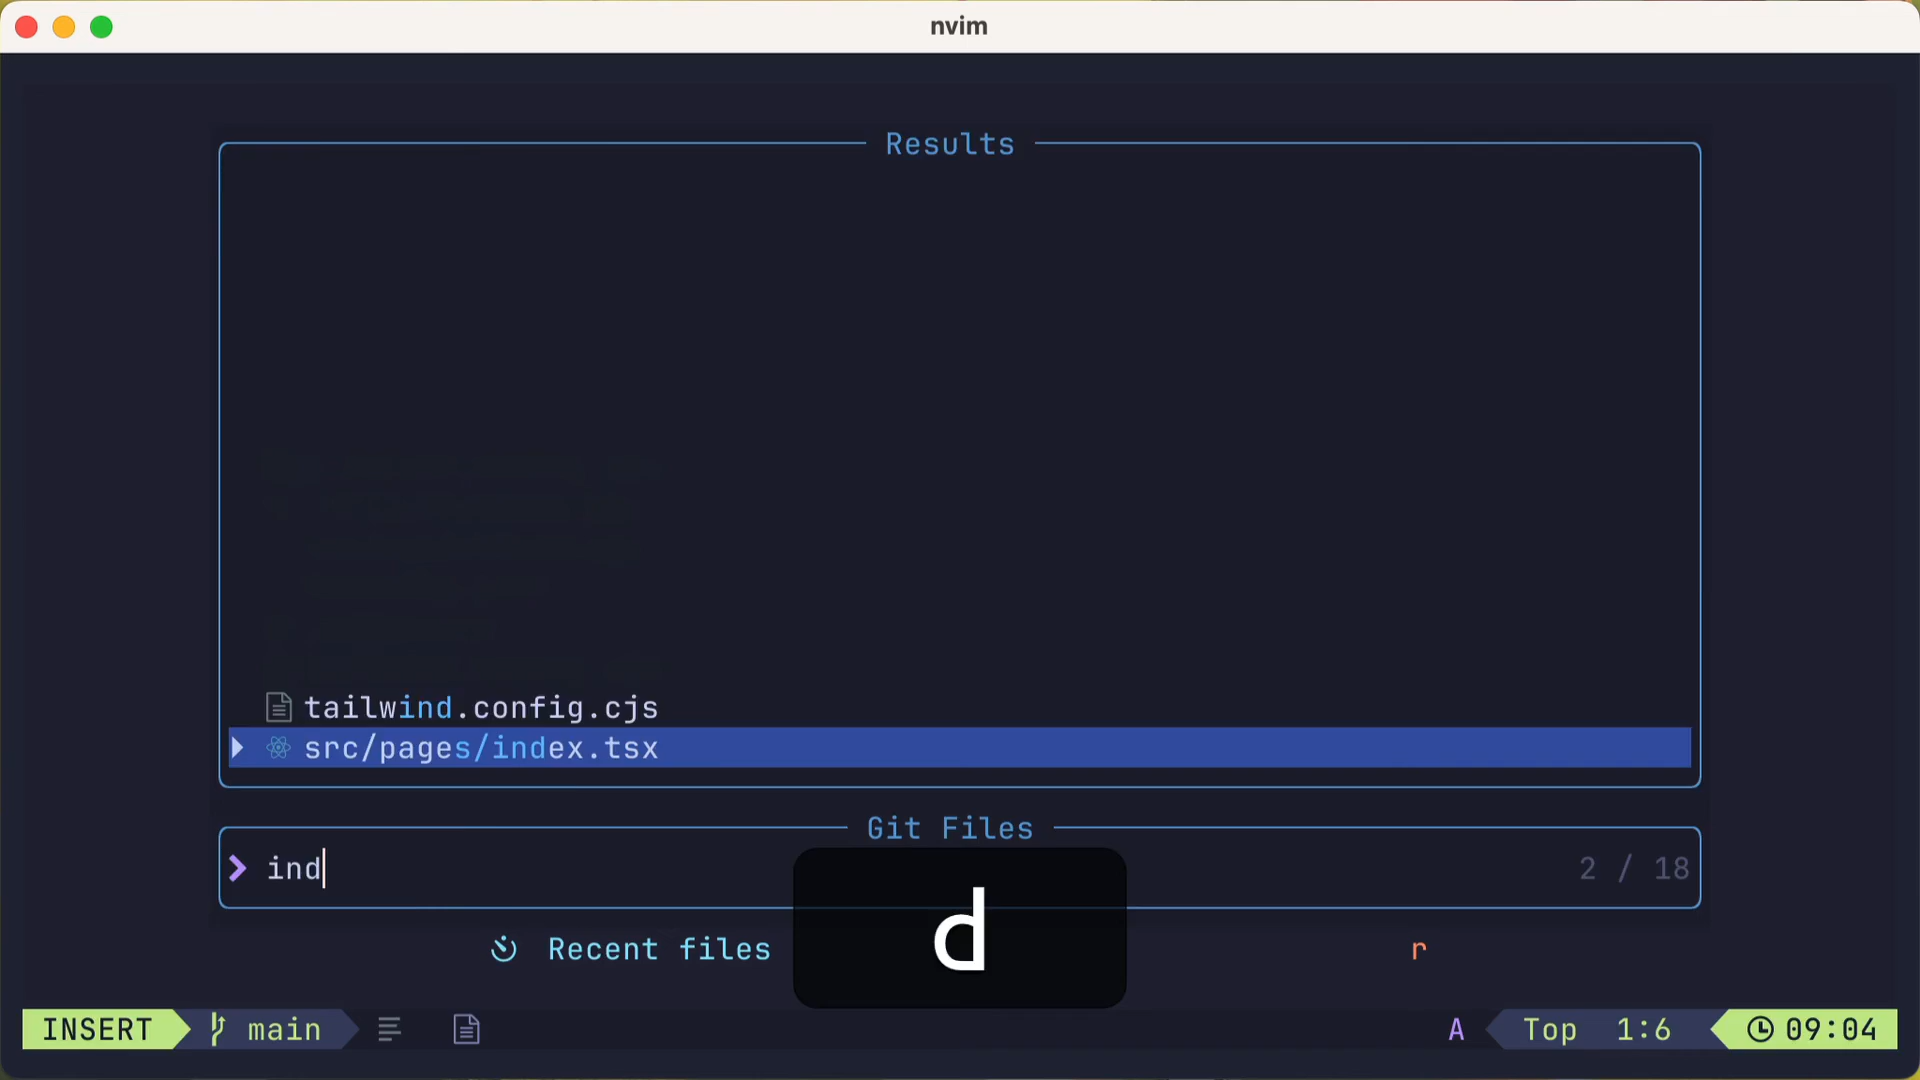 nvim
Results
tailwind.config.cjs
src/pages/index.tsx
Git Files
ind 2 / 18
d
Recent files r
INSERT main A Top 1:6 09:04